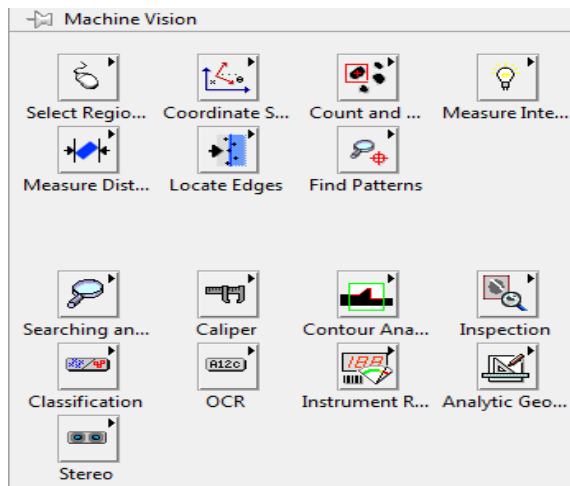 Machine Vision
Select Regio... Coordinate S... Count and ... Measure Inte...
Measure Dist... Locate Edges Find Patterns
Searching an... Caliper Contour Ana... Inspection
A12c
Classification OCR Instrument R... Analytic Geo...
Stereo